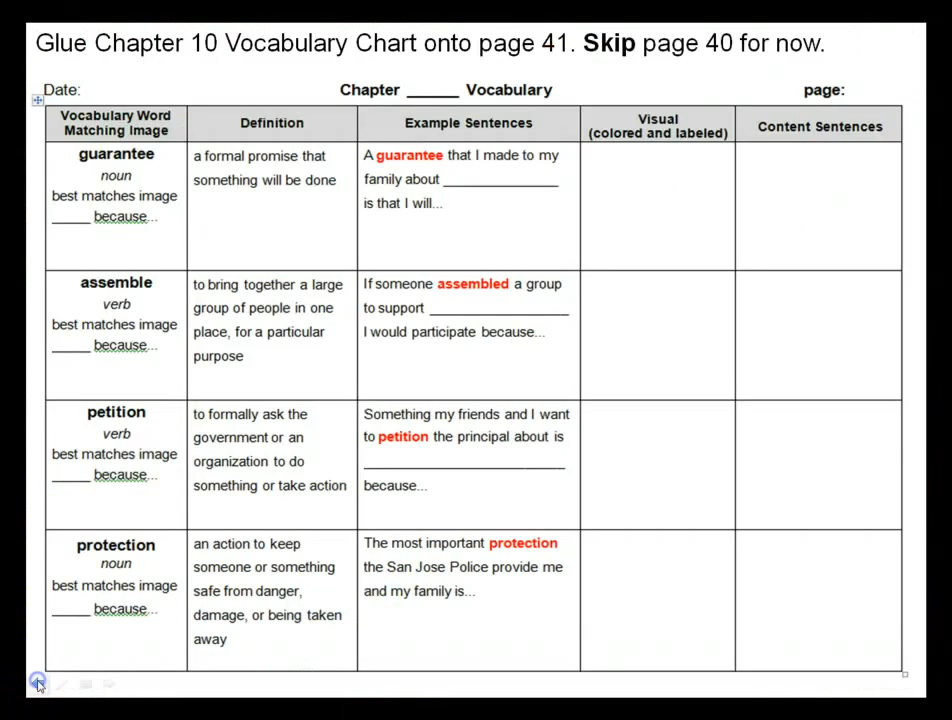 Glue Chapter 10 Vocabulary Chart onto page 41. Skip page 40 for now.
Date: Chapter ______ Vocabulary page:
Vocabulary Word
Matching Image
Definition
Example Sentences
Visual
(colored and labeled)
Content Sentences
guarantee
noun
best matches image
_____ because...
a formal promise that
something will be done
A guarantee that I made to my
family about _______________
is that I will...
assemble
verb
best matches image
_____ because...
to bring together a large
group of people in one
place, for a particular
purpose
If someone assembled a group
to support __________________
I would participate because...
petition
verb
best matches image
_____ because...
to formally ask the
government or an
organization to do
something or take action
Something my friends and I want
to petition the principal about is
__________________________
because...
protection
noun
best matches image
_____ because...
an action to keep
someone or something
safe from danger,
damage, or being taken
away
The most important protection
the San Jose Police provide me
and my family is...